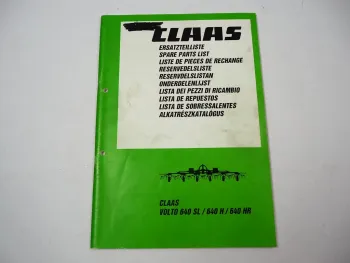 CLAAS
ERSATZTEILLISTE
SPARE PARTS LIST
LISTE DE PIECES DE RECHANGE
RESERVEDELSLISTE
RESERVDELSLISTAN
ONDERDELENLIJST
LISTA DEI PEZZI DI RICAMBIO
LISTA DE REPUESTOS
LISTA DE SOBRESSALENTES
ALKATRÉSZKATALÓGUS
CLAAS
VOLTO 640 SL / 640 H / 640 HR